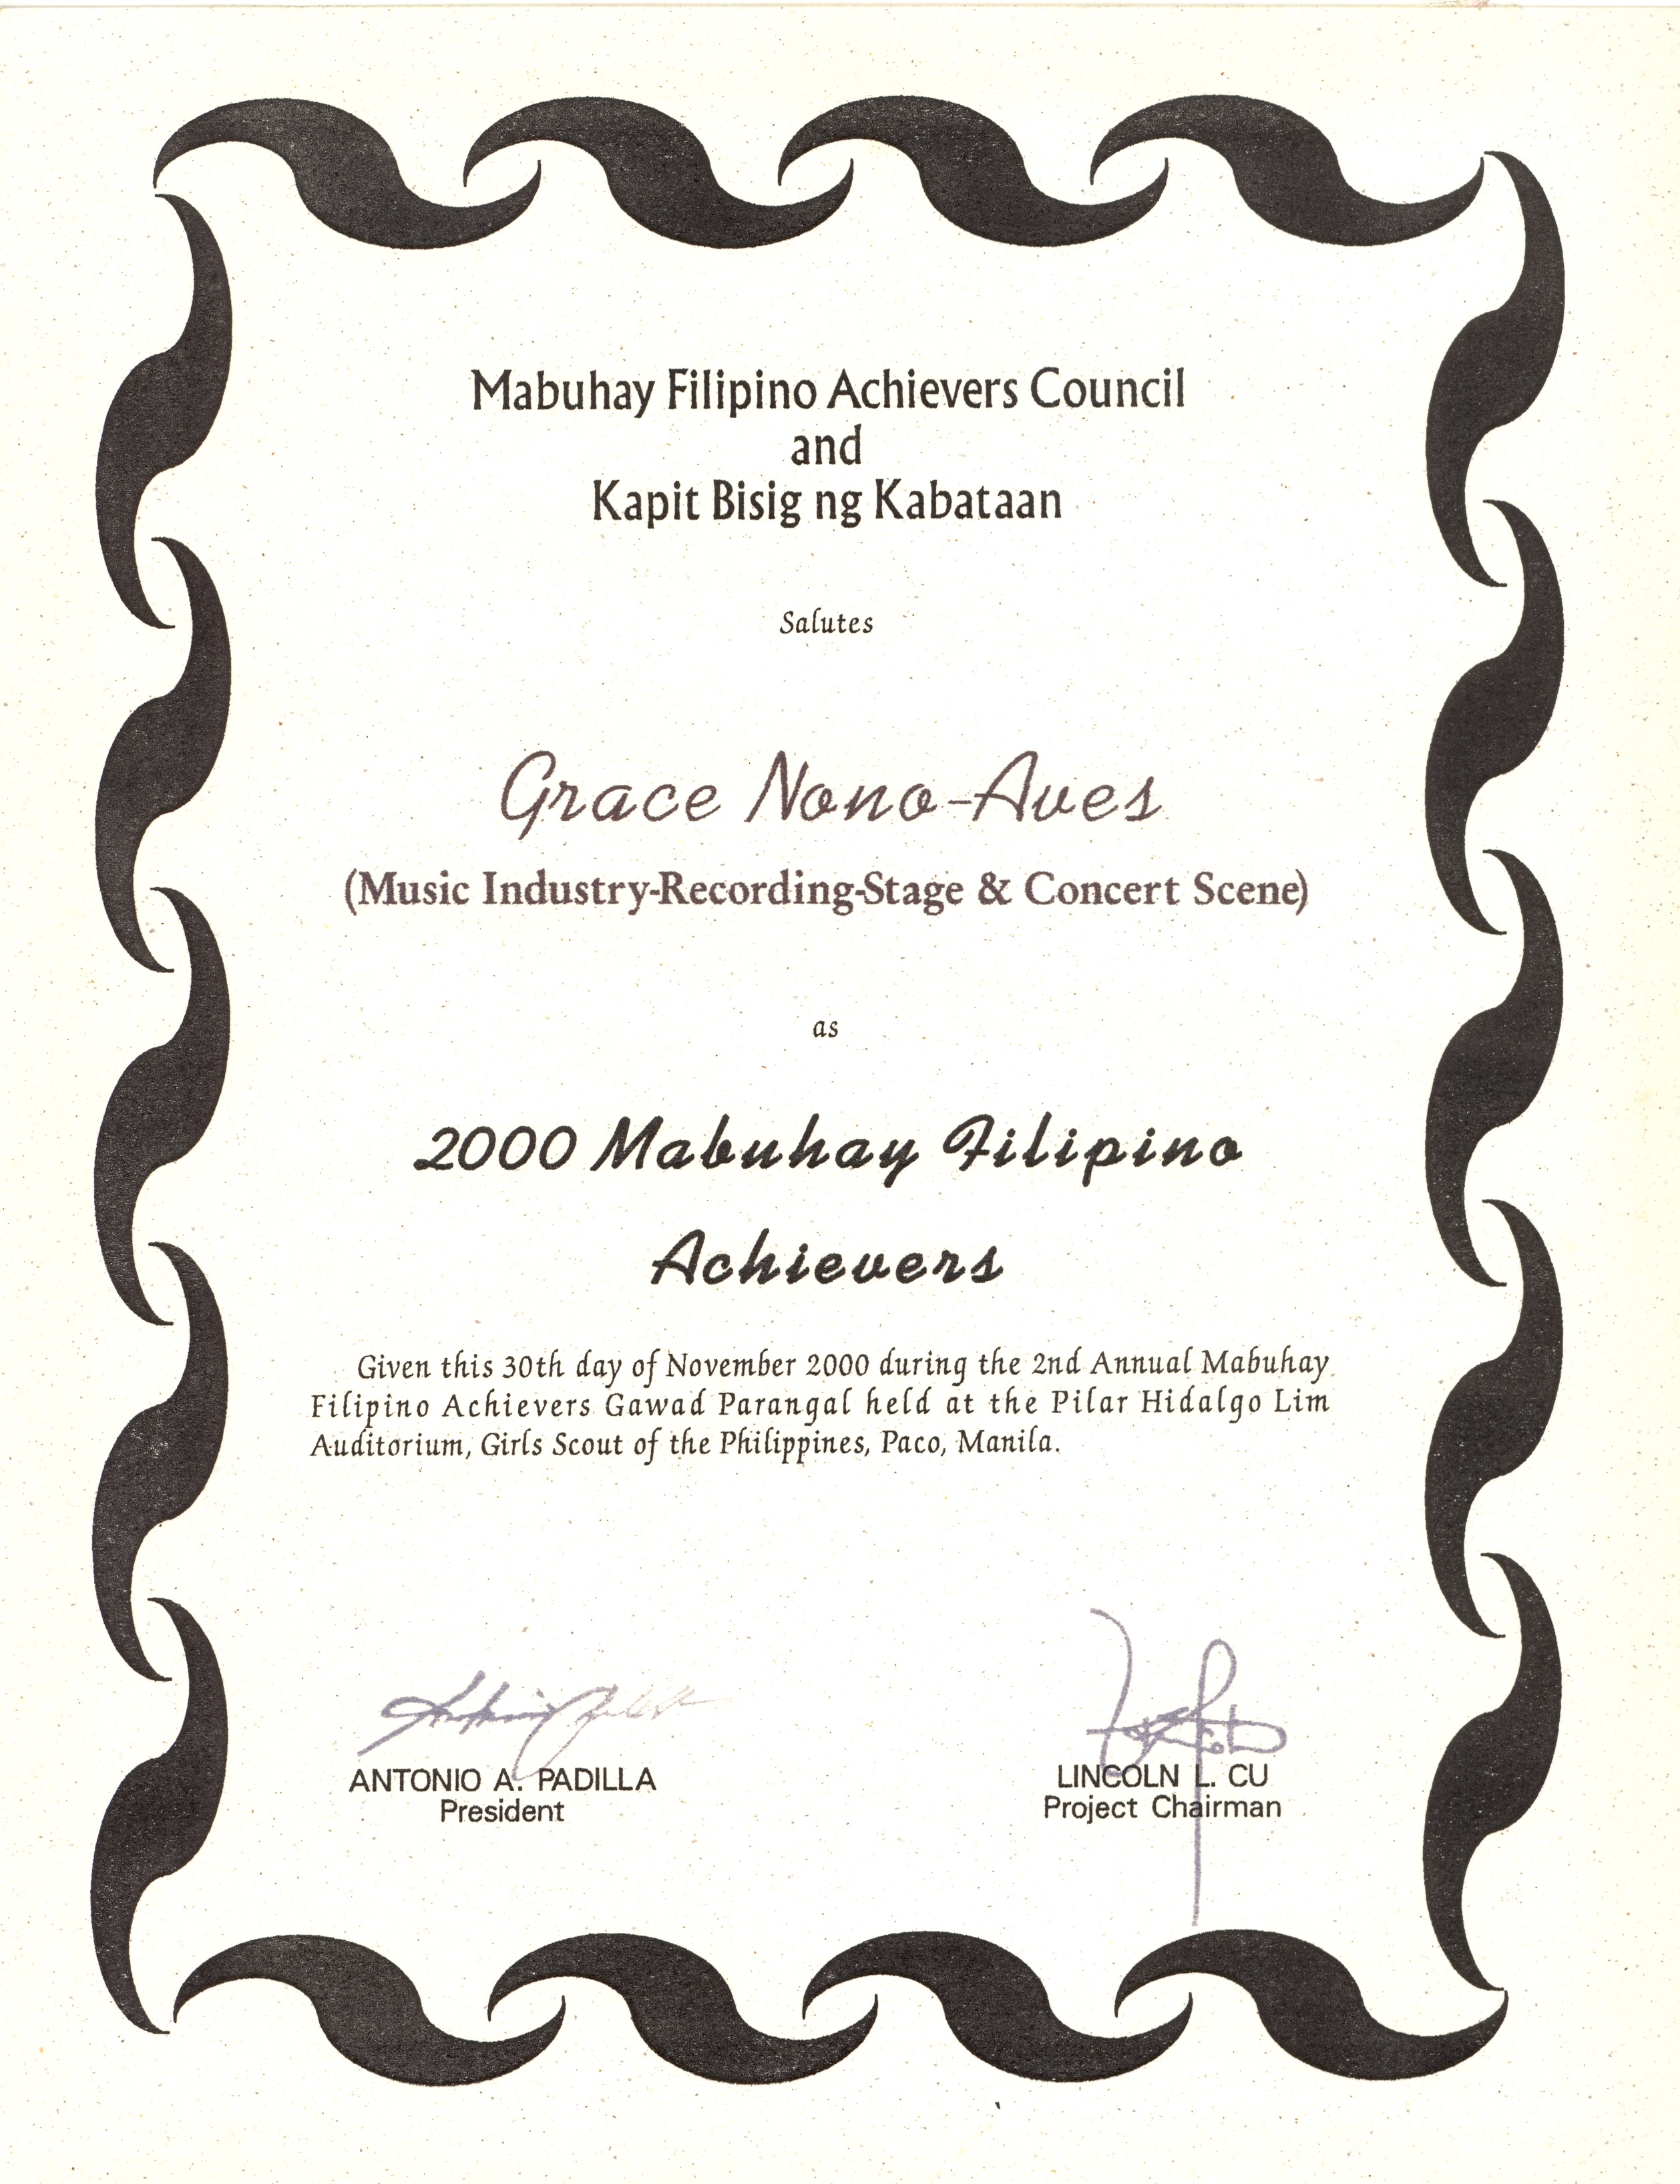 Mabuhay Filipino Achievers Council
and
Kapit Bisig ng Kabataan
Salutes
Grace Nono-Aves
(Music Industry-Recording-Stage & Concert Scene)
as
2000 Mabuhay Filipino
Achievers
Given this 30th day of November 2000 during the 2nd Annual Mabuhay
Filipino Achievers Gawad Parangal held at the Pilar Hidalgo Lim
Auditorium, Girls Scout of the Philippines, Paco, Manila.
ANTONIO A. PADILLA
President
LINCOLN L. CU
Project Chairman